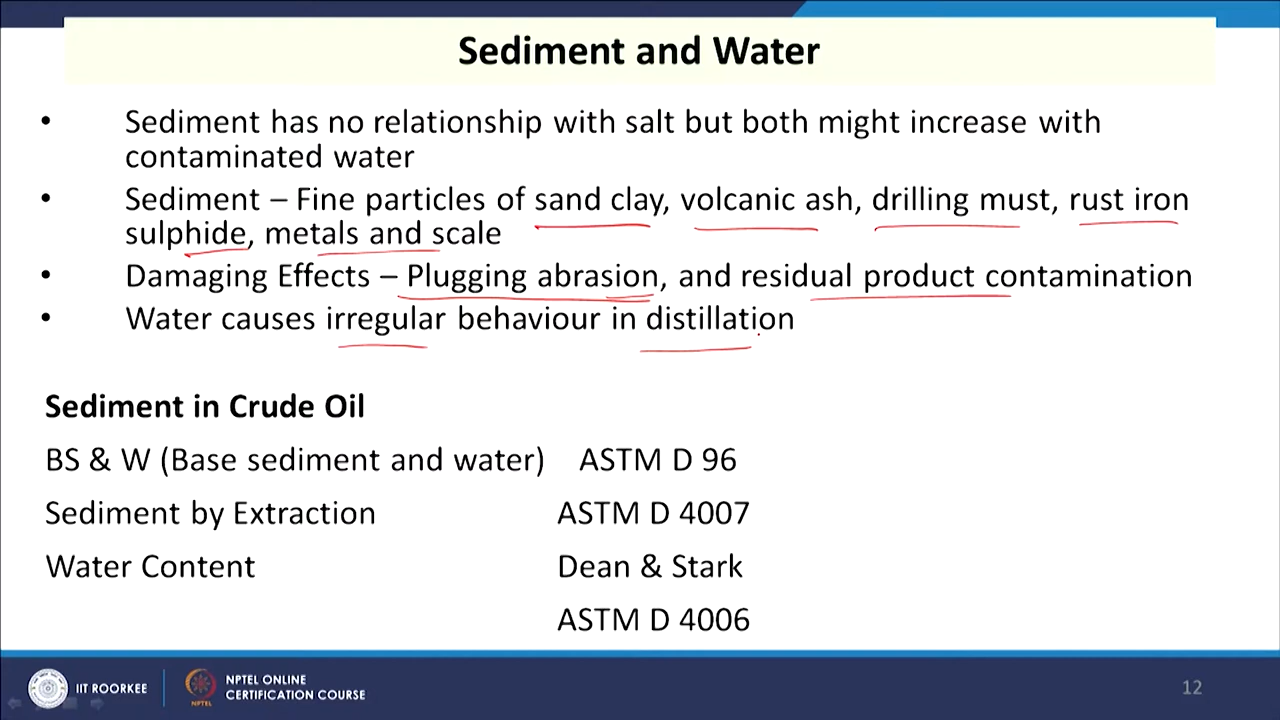 Sediment and Water
• Sediment has no relationship with salt but both might increase with
contaminated water
• Sediment – Fine particles of sand clay, volcanic ash, drilling must, rust iron
sulphide, metals and scale
• Damaging Effects – Plugging abrasion, and residual product contamination
• Water causes irregular behaviour in distillation
Sediment in Crude Oil
BS & W (Base sediment and water) ASTM D 96
Sediment by Extraction ASTM D 4007
Water Content Dean & Stark
ASTM D 4006
IIT ROORKEE
NPTEL
NPTEL ONLINE
CERTIFICATION COURSE
12